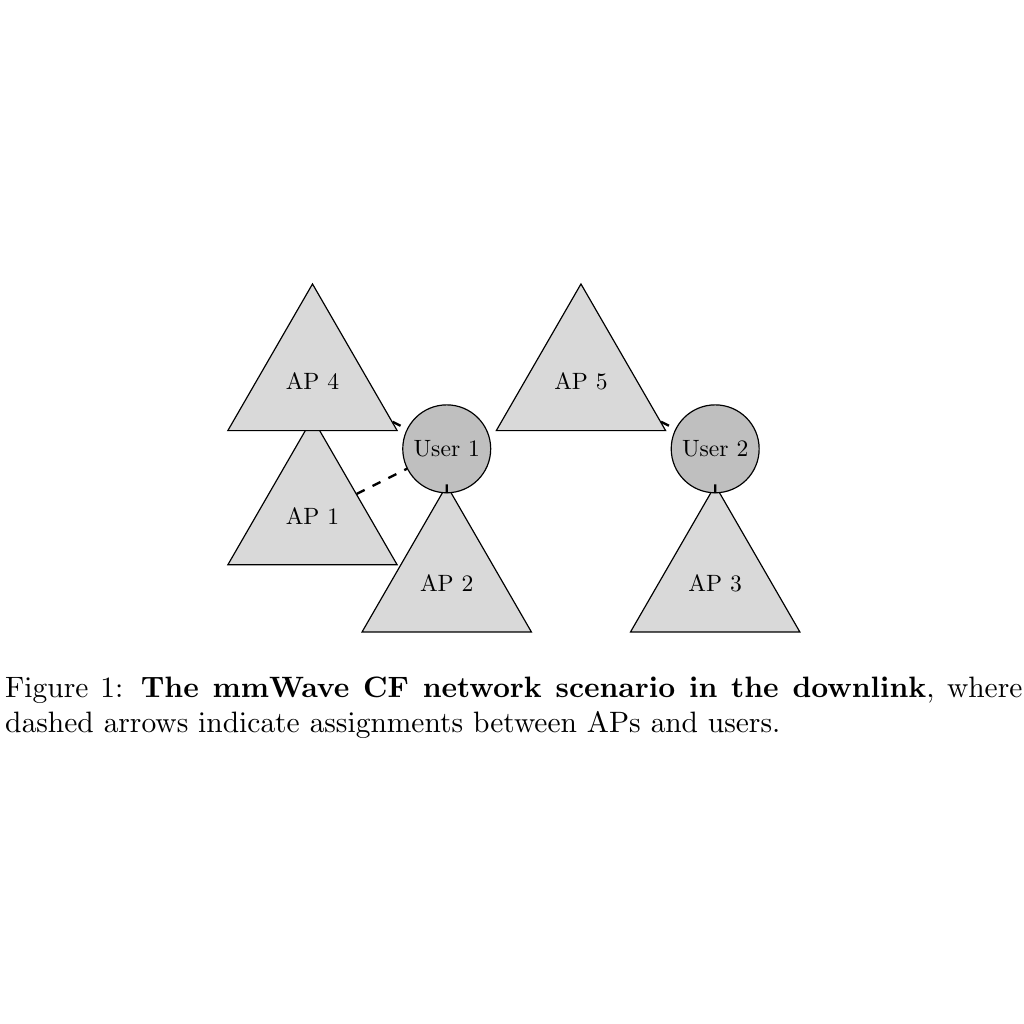 AP 4
AP 5
User 1
User 2
AP 1
AP 2
AP 3
Figure 1: The mmWave CF network scenario in the downlink, where
dashed arrows indicate assignments between APs and users.